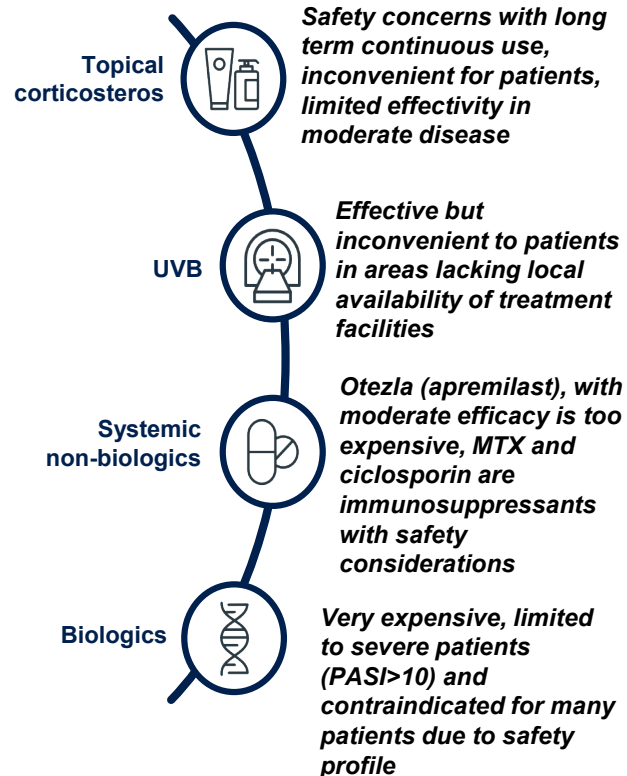 Topical
corticosteros
Safety concerns with long
term continuous use,
inconvenient for patients,
limited effectivity in
moderate disease
UVB
Effective but
inconvenient to patients
in areas lacking local
availability of treatment
facilities
Systemic
non-biologics
Otezla (apremilast), with
moderate efficacy is too
expensive, MTX and
ciclosporin are
immunosuppressants
with safety
considerations
Biologics
Very expensive, limited
to severe patients
(PASI>10) and
contraindicated for many
patients due to safety
profile